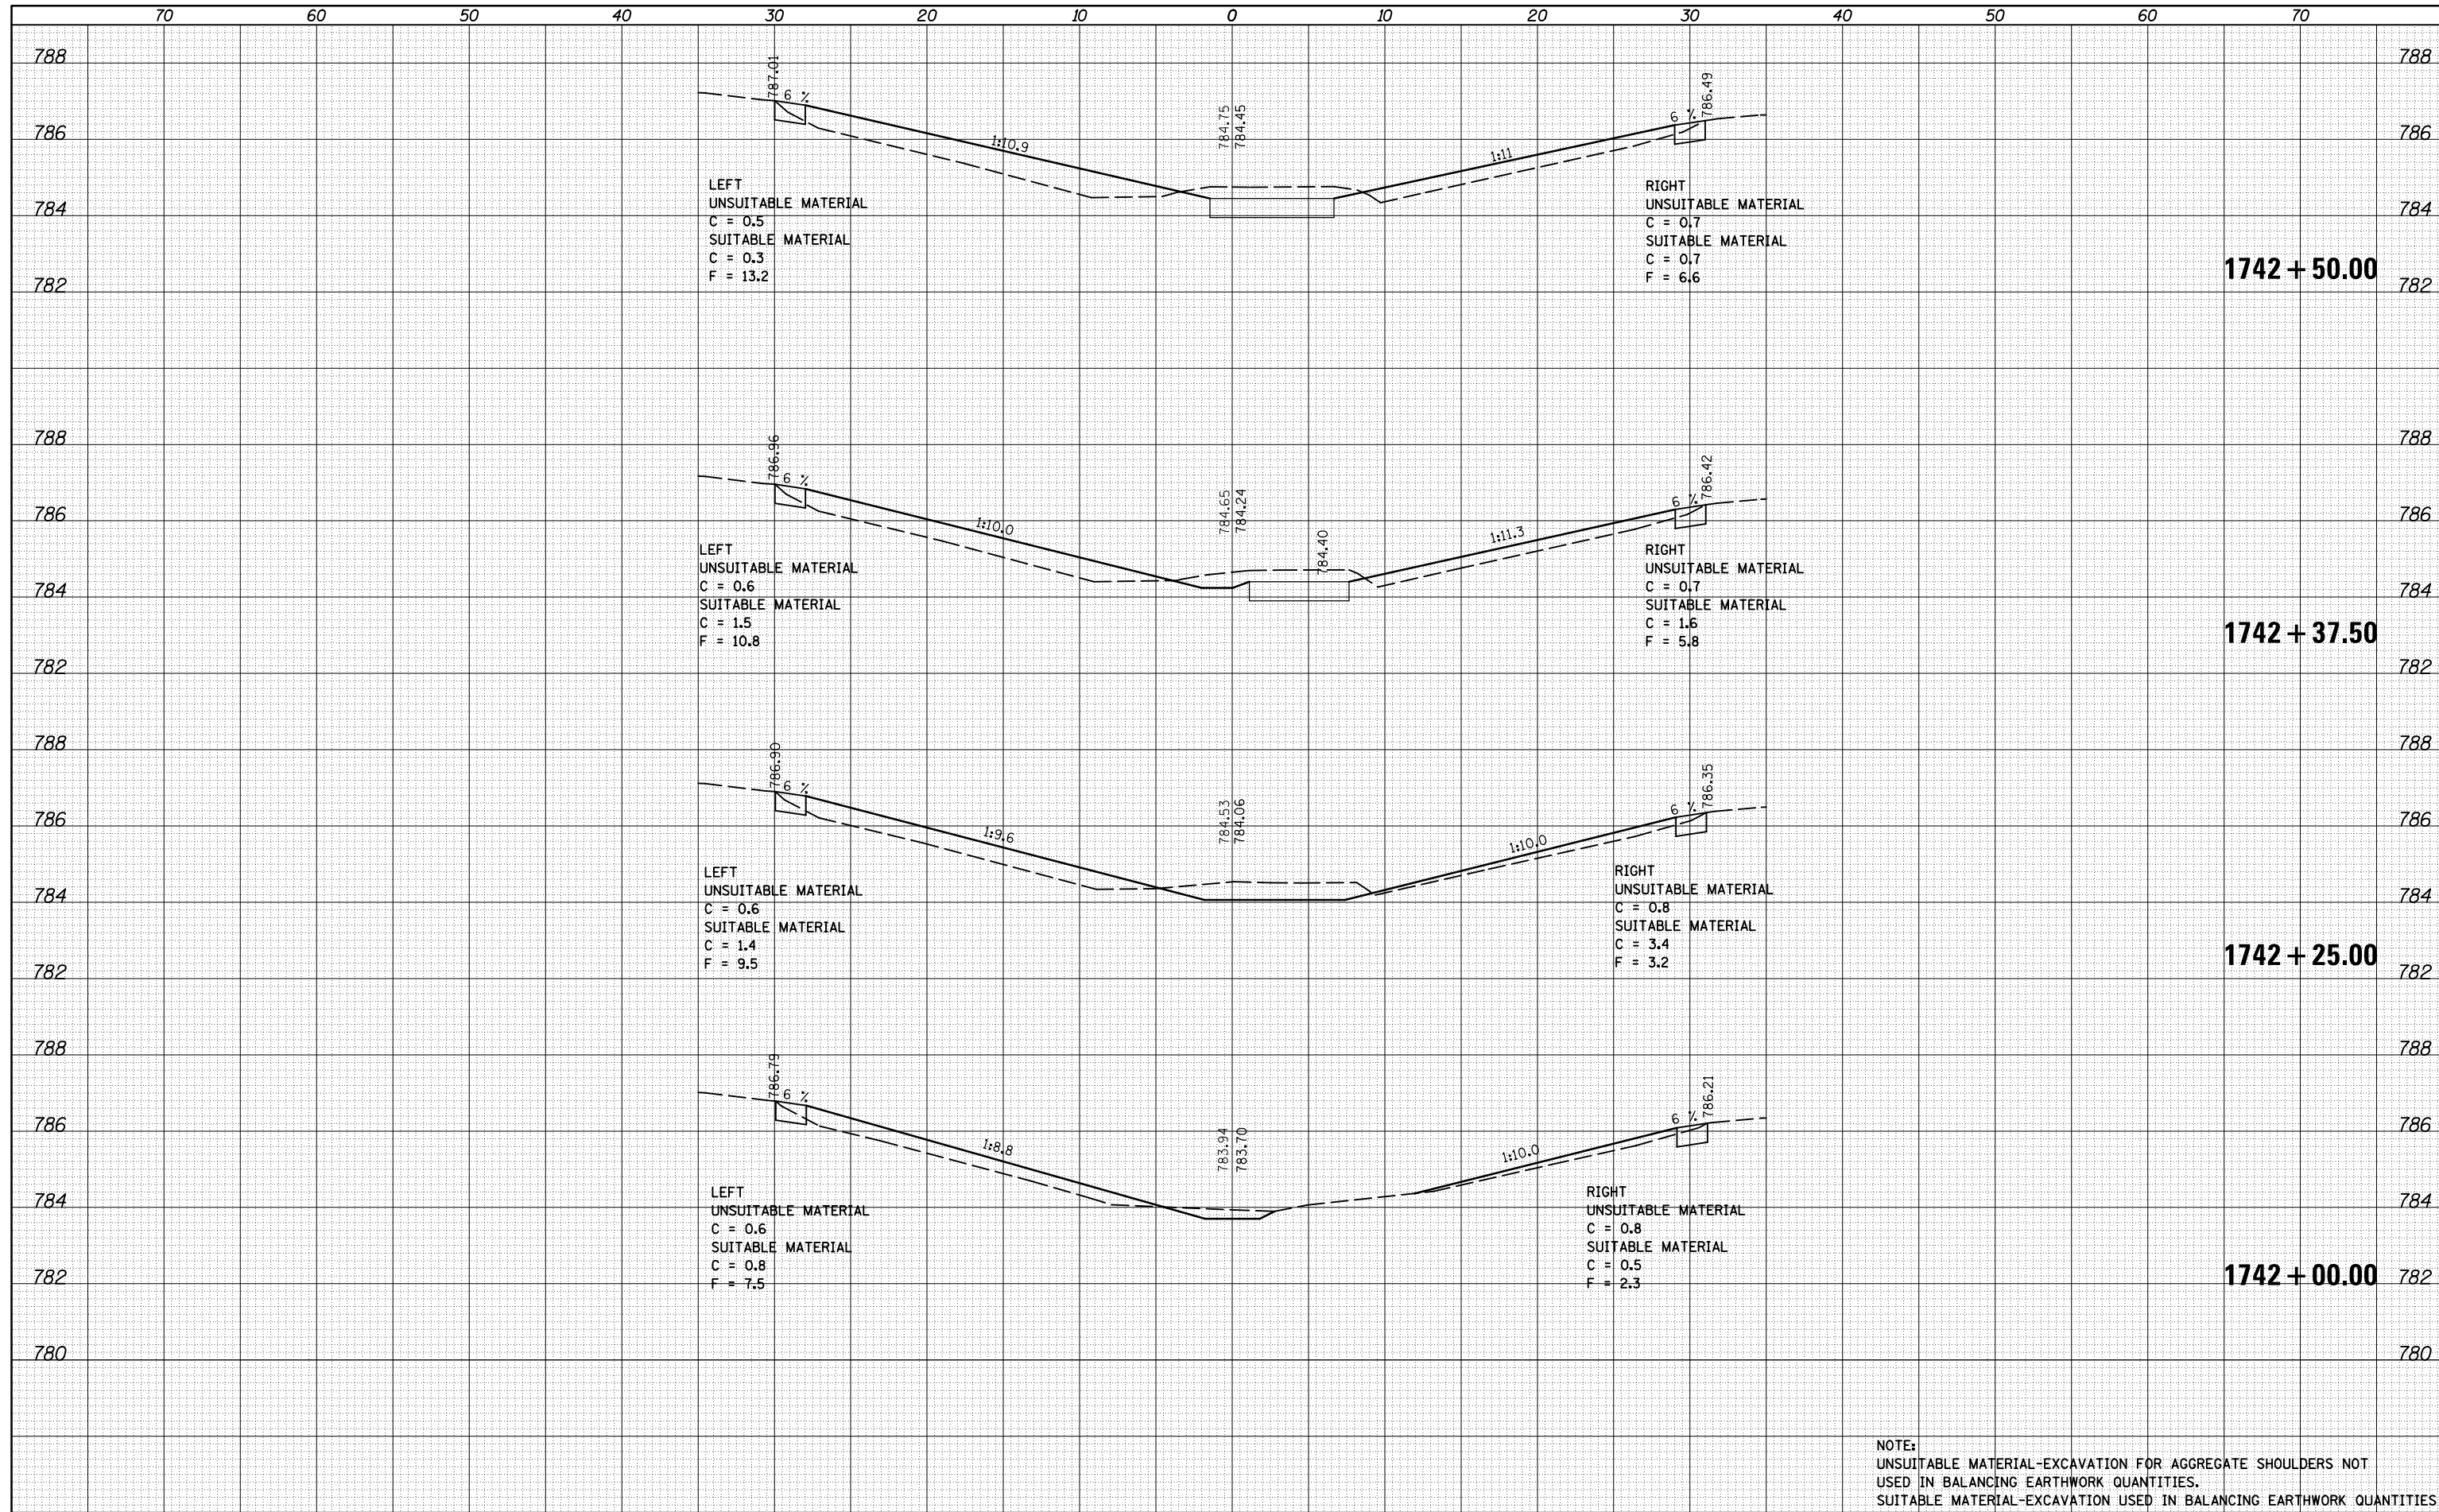 70 60 50 40 30 20 10 0 10 20 30 40 50 60 70
788 788
787.01
6 %
784.75
784.45
6 %
786.49
786 786
1:10.9
1:11
LEFT
UNSUITABLE MATERIAL
C = 0.5
SUITABLE MATERIAL
C = 0.3
F = 13.2
RIGHT
UNSUITABLE MATERIAL
C = 0.7
SUITABLE MATERIAL
C = 0.7
F = 6.6
784 784
1742+50.00
782 782
788 788
786.96
6 %
784.65
784.24
784.40
6 %
786.42
786 786
1:10.0
1:11.3
LEFT
UNSUITABLE MATERIAL
C = 0.6
SUITABLE MATERIAL
C = 1.5
F = 10.8
RIGHT
UNSUITABLE MATERIAL
C = 0.7
SUITABLE MATERIAL
C = 1.6
F = 5.8
784 784
1742+37.50
782 782
788 788
786.90
6 %
784.53
784.06
6 %
786.35
786 786
1:9.6
1:10.0
LEFT
UNSUITABLE MATERIAL
C = 0.6
SUITABLE MATERIAL
C = 1.4
F = 9.5
RIGHT
UNSUITABLE MATERIAL
C = 0.8
SUITABLE MATERIAL
C = 3.4
F = 3.2
784 784
1742+25.00
782 782
788 788
786.79
6 %
783.94
783.70
6 %
786.21
786 786
1:8.8
1:10.0
LEFT
UNSUITABLE MATERIAL
C = 0.6
SUITABLE MATERIAL
C = 0.8
F = 7.5
RIGHT
UNSUITABLE MATERIAL
C = 0.8
SUITABLE MATERIAL
C = 0.5
F = 2.3
784 784
1742+00.00
782 782
780 780
NOTE:
UNSUITABLE MATERIAL-EXCAVATION FOR AGGREGATE SHOULDERS NOT
USED IN BALANCING EARTHWORK QUANTITIES.
SUITABLE MATERIAL-EXCAVATION USED IN BALANCING EARTHWORK QUANTITIES